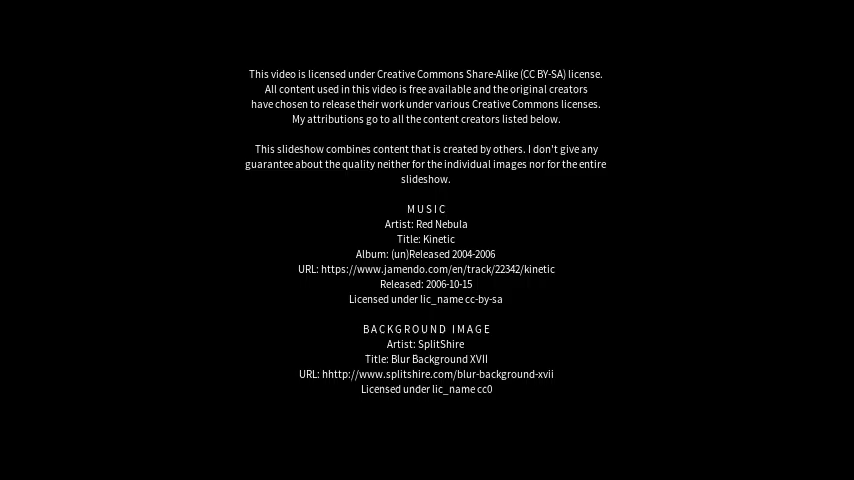 This video is licensed under Creative Commons Share-Alike (CC BY-SA) license.
All content used in this video is free available and the original creators
have chosen to release their work under various Creative Commons licenses.
My attributions go to all the content creators listed below.
This slideshow combines content that is created by others. I don't give any
guarantee about the quality neither for the individual images nor for the entire
slideshow.
MUSIC
Artist: Red Nebula
Title: Kinetic
Album: (un)Released 2004-2006
URL: https://www.jamendo.com/en/track/22342/kinetic
Released: 2006-10-15
Licensed under lic_name cc-by-sa
BACKGROUND IMAGE
Artist: SplitShire
Title: Blur Background XVII
URL: hhttp://www.splitshire.com/blur-background-xvii
Licensed under lic_name cc0